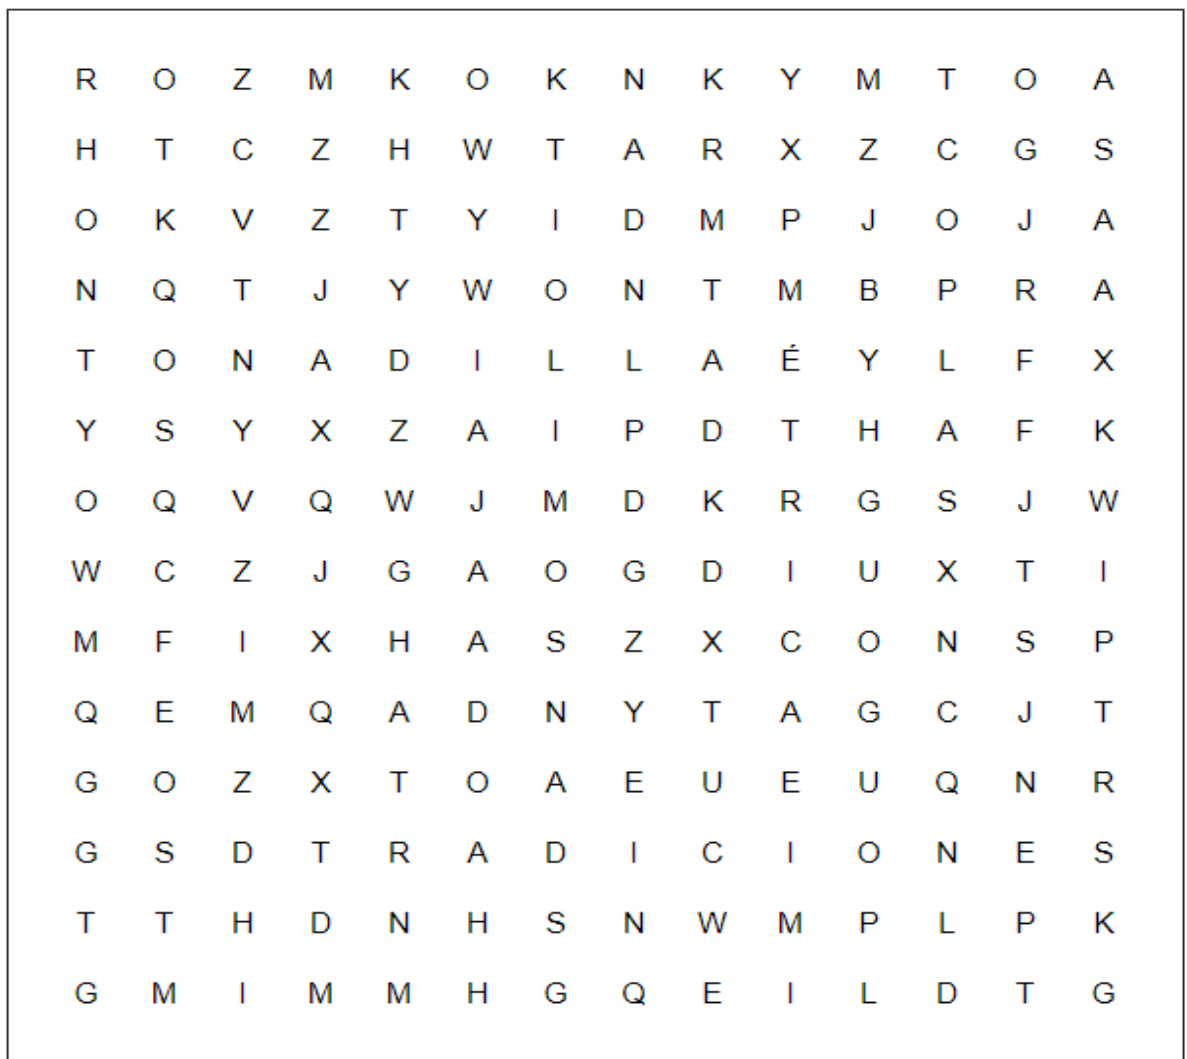 R O Z M K O K N K Y M T O A
H T C Z H W T A R X Z C G S
O K V Z T Y I D M P J O J A
N Q T J Y W O N T M B P R A
T O N A D I L L A É Y L F X
Y S Y X Z A I P D T H A F K
O Q V Q W J M D K R G S J W
W C Z J G A O G D I U X T I
M F I X H A S Z X C O N S P
Q E M Q A D N Y T A G C J T
G O Z X T O A E U E U Q N R
G S D T R A D I C I O N E S
T T H D N H S N W M P L P K
G M I M M H G Q E I L D T G